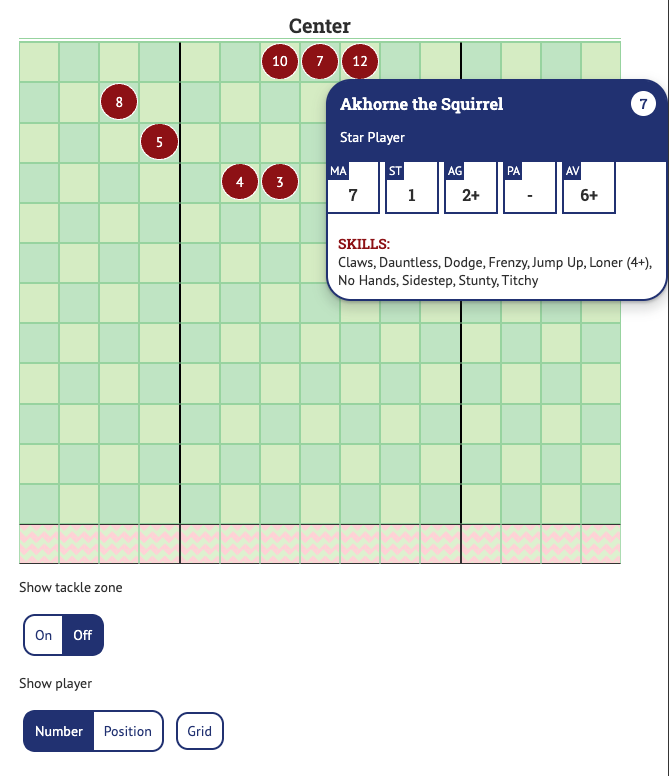 Center
10 7 12
8
5
4 3
Akhorne the Squirrel 7
Star Player
MA ST AG PA AV
7 1 2+ - 6+
SKILLS:
Claws, Dauntless, Dodge, Frenzy, Jump Up, Loner (4+),
No Hands, Sidestep, Stunty, Titchy
Show tackle zone
On Off
Show player
Number Position Grid